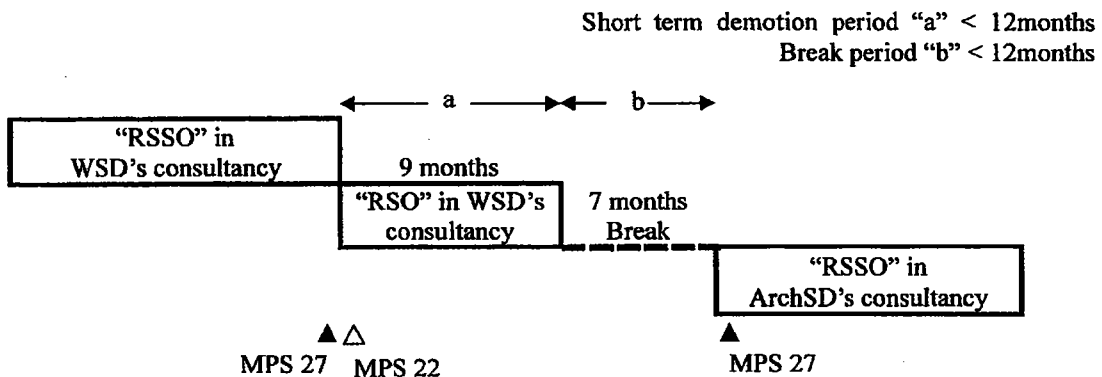 Short term demotion period “a” < 12months
Break period “b” < 12months
a
b
“RSSO” in
WSD’s consultancy
9 months
“RSO” in WSD’s
consultancy
7 months
Break
“RSSO” in
ArchSD’s consultancy
MPS 27
MPS 22
MPS 27